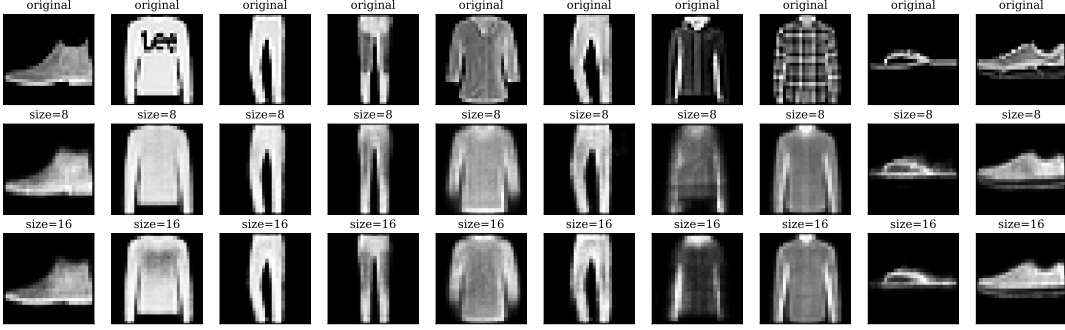 original original original original original original original original original original
Lee
size=8 size=8 size=8 size=8 size=8 size=8 size=8 size=8 size=8 size=8
size=16 size=16 size=16 size=16 size=16 size=16 size=16 size=16 size=16 size=16